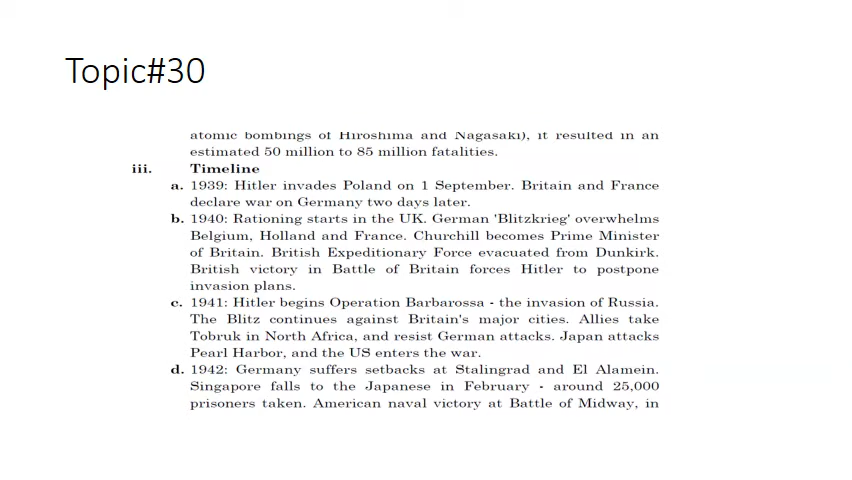 Topic#30
atomic bombings of Hiroshima and Nagasaki), it resulted in an
estimated 50 million to 85 million fatalities.
iii. Timeline
a. 1939: Hitler invades Poland on 1 September. Britain and France
declare war on Germany two days later.
b. 1940: Rationing starts in the UK. German 'Blitzkrieg' overwhelms
Belgium, Holland and France. Churchill becomes Prime Minister
of Britain. British Expeditionary Force evacuated from Dunkirk.
British victory in Battle of Britain forces Hitler to postpone
invasion plans.
c. 1941: Hitler begins Operation Barbarossa - the invasion of Russia.
The Blitz continues against Britain's major cities. Allies take
Tobruk in North Africa, and resist German attacks. Japan attacks
Pearl Harbor, and the US enters the war.
d. 1942: Germany suffers setbacks at Stalingrad and El Alamein.
Singapore falls to the Japanese in February - around 25,000
prisoners taken. American naval victory at Battle of Midway, in